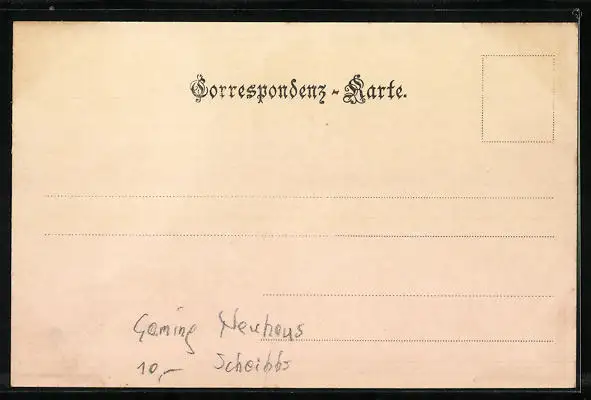 Correspondenz-Karte.
Gaming Neuhaus
10,- Scheibbs